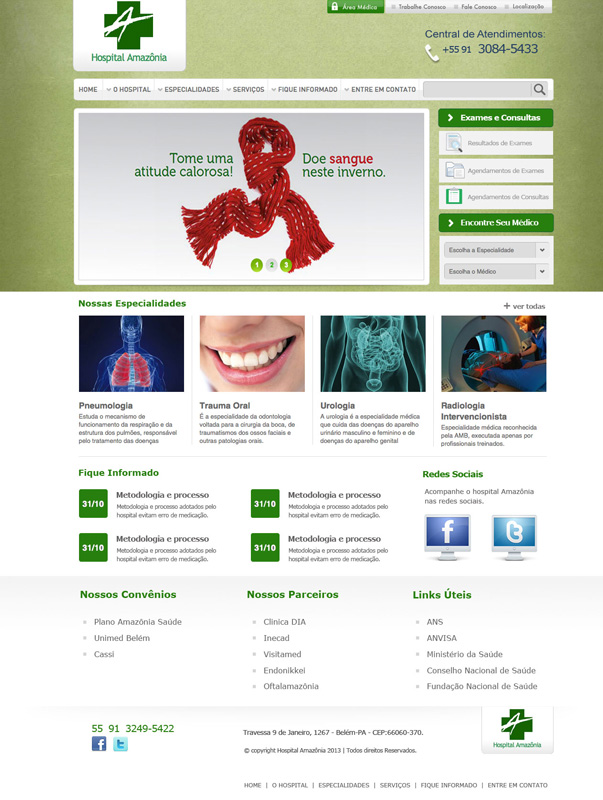 Área Médica
Trabalhe Conosco
Fale Conosco
Localização
Hospital Amazônia
Central de Atendimentos:
+55 91 3084-5433
HOME
O HOSPITAL
ESPECIALIDADES
SERVIÇOS
FIQUE INFORMADO
ENTRE EM CONTATO
Tome uma
atitude calorosa!
Doe sangue
neste inverno.
1 2 3
Exames e Consultas
Resultados de Exames
Agendamentos de Exames
Agendamentos de Consultas
Encontre Seu Médico
Escolha a Especialidade
Escolha o Médico
Nossas Especialidades
+ ver todas
Pneumologia
Estuda o mecanismo de
funcionamento da respiração e da
estrutura dos pulmões, responsável
pelo tratamento das doenças
Trauma Oral
É a especialidade da odontologia
voltada para a cirurgia da boca, de
traumatismos dos ossos faciais e
outras patologias orais.
Urologia
A urologia é a especialidade médica
que cuida das doenças do aparelho
urinário masculino e feminino e de
doenças do aparelho genital
Radiologia
Intervencionista
Especialidade médica reconhecida
pela AMB, executada apenas por
profissionais treinados.
Fique Informado
31/10
Metodologia e processo
Metodologia e processo adotados pelo
hospital evitam erro de medicação.
31/10
Metodologia e processo
Metodologia e processo adotados pelo
hospital evitam erro de medicação.
31/10
Metodologia e processo
Metodologia e processo adotados pelo
hospital evitam erro de medicação.
31/10
Metodologia e processo
Metodologia e processo adotados pelo
hospital evitam erro de medicação.
Redes Sociais
Acompanhe o hospital Amazônia
nas redes sociais.
Nossos Convênios
Plano Amazônia Saúde
Unimed Belém
Cassi
Nossos Parceiros
Clinica DIA
Inecad
Visitamed
Endonikkei
Oftalamazônia
Links Úteis
ANS
ANVISA
Ministério da Saúde
Conselho Nacional de Saúde
Fundação Nacional de Saúde
55 91 3249-5422
Travessa 9 de Janeiro, 1267 - Belém-PA - CEP:66060-370.
© copyright Hospital Amazônia 2013 | Todos direitos Reservados.
Hospital Amazônia
HOME | O HOSPITAL | ESPECIALIDADES | SERVIÇOS | FIQUE INFORMADO | ENTRE EM CONTATO